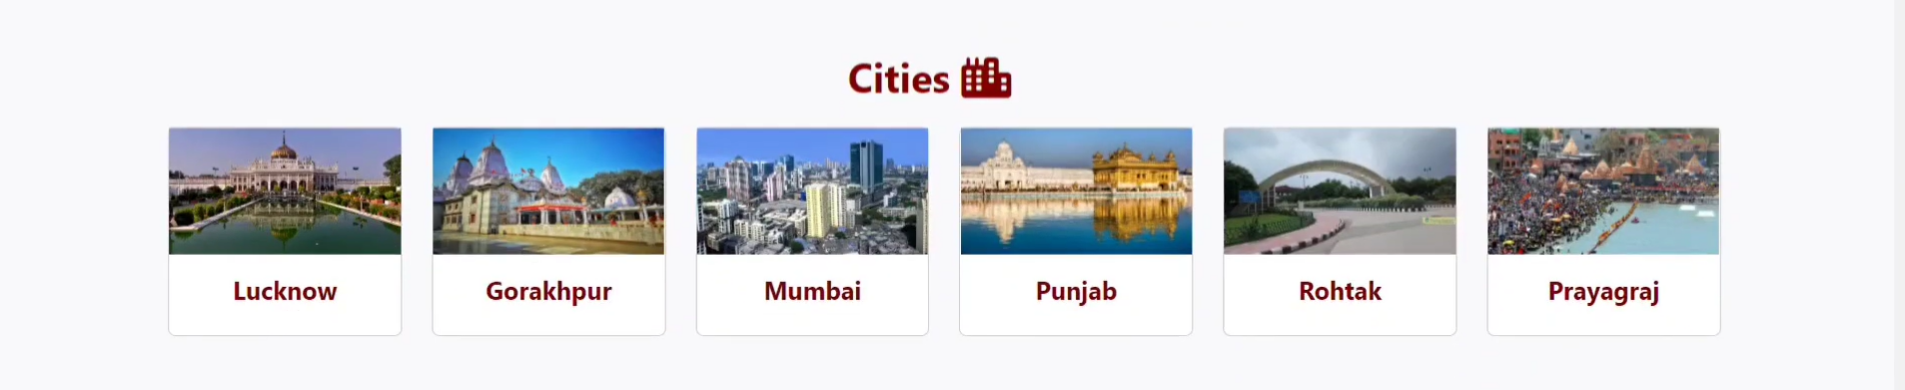 Cities
Lucknow
Gorakhpur
Mumbai
Punjab
Rohtak
Prayagraj